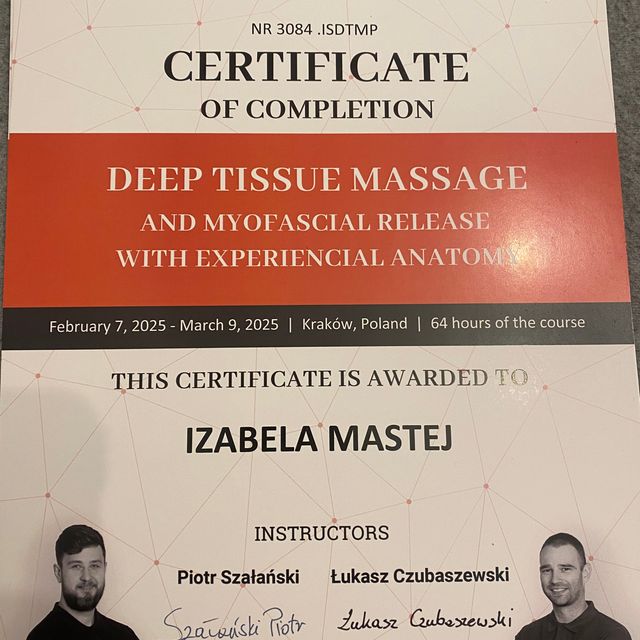 NR 3084 .ISDTMP
CERTIFICATE
OF COMPLETION
DEEP TISSUE MASSAGE
AND MYOFASCIAL RELEASE
WITH EXPERIENCIAL ANATOMY
February 7, 2025 - March 9, 2025 | Kraków, Poland | 64 hours of the course
THIS CERTIFICATE IS AWARDED TO
IZABELA MASTEJ
INSTRUCTORS
Piotr Szałański Łukasz Czubaszewski
Szałański Piotr Łukasz Czubaszewski